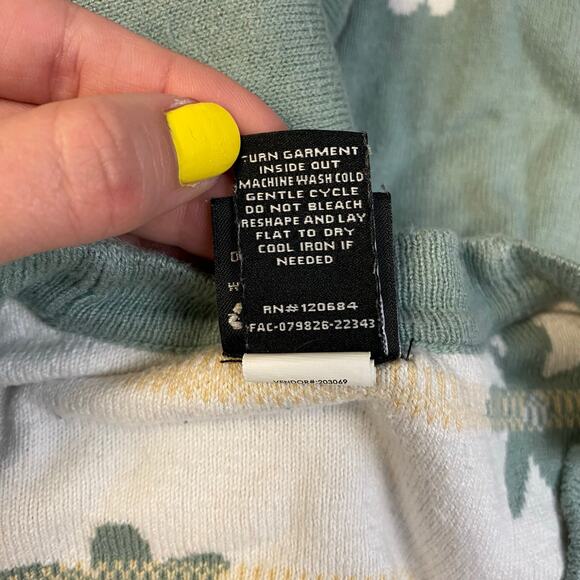 TURN GARMENT
INSIDE OUT
MACHINE WASH COLD
GENTLE CYCLE
DO NOT BLEACH
RESHAPE AND LAY
FLAT TO DRY
COOL IRON IF
NEEDED
RN#120684
FAC-079826-22343
VENDOR#:203069